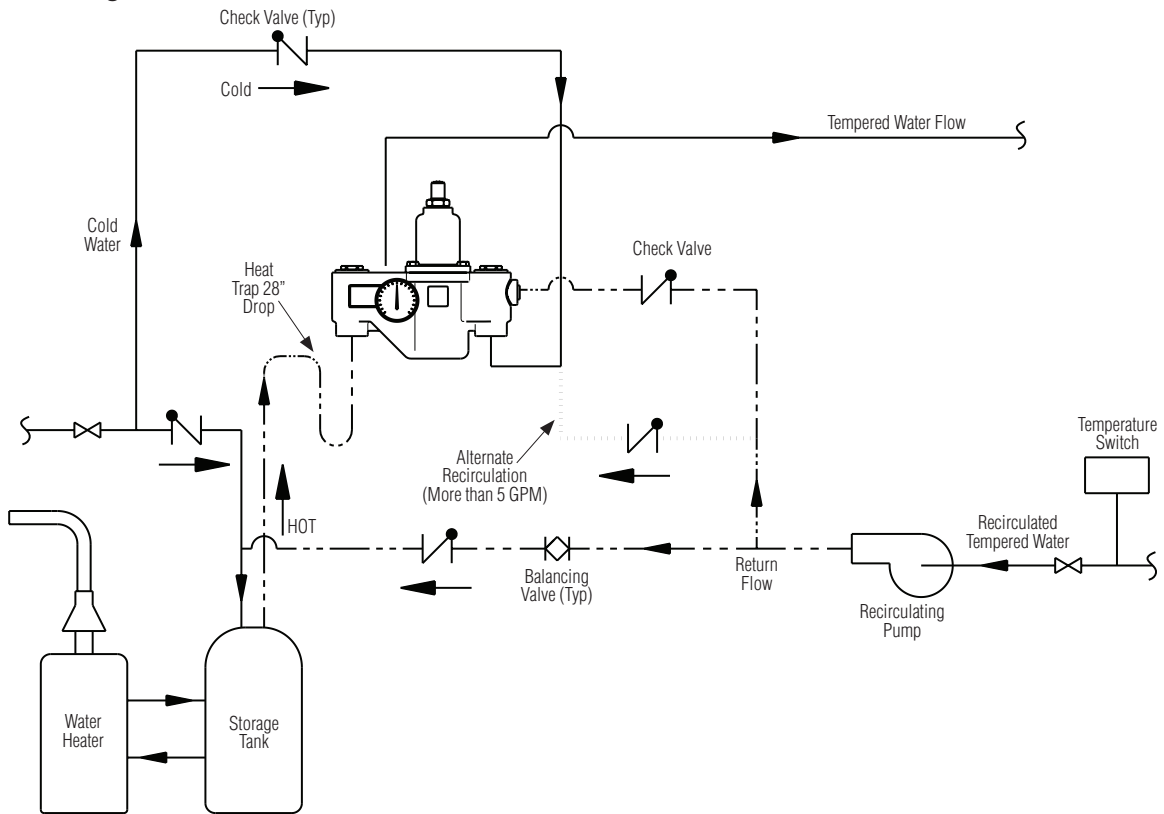 Check Valve (Typ)
Cold
Tempered Water Flow
Cold
Water
Check Valve
Heat
Trap 28”
Drop
Temperature
Switch
Alternate
Recirculation
(More than 5 GPM)
HOT
Recirculated
Tempered Water
Balancing
Valve (Typ)
Return
Flow
Recirculating
Pump
Water
Heater
Storage
Tank